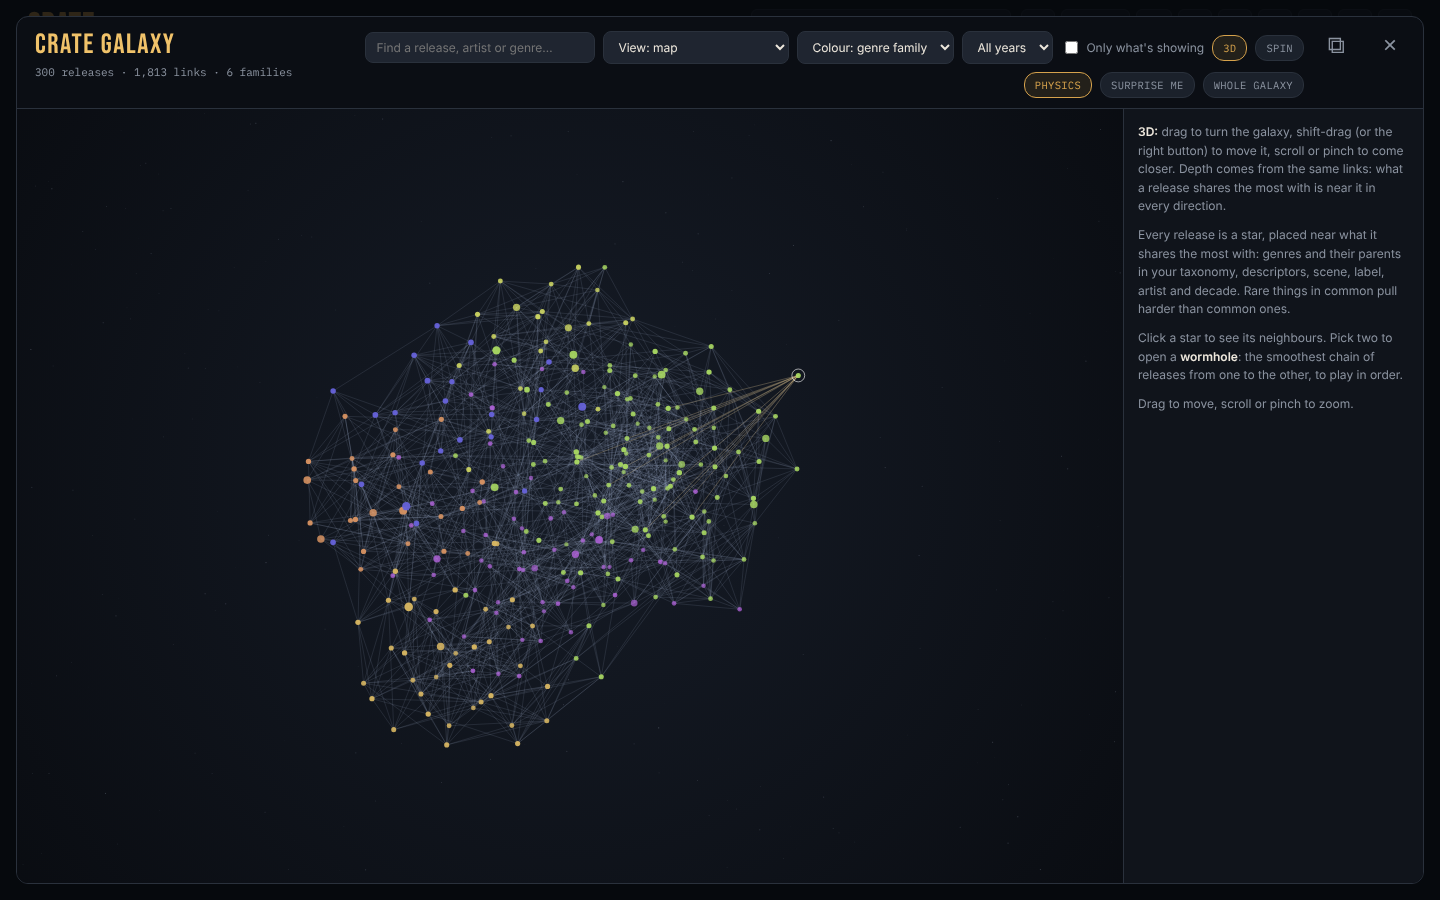 CRATE GALAXY
300 releases · 1,813 links · 6 families
Find a release, artist or genre...
View: map
Colour: genre family
All years
Only what's showing
3D
SPIN
PHYSICS
SURPRISE ME
WHOLE GALAXY
3D: drag to turn the galaxy, shift-drag (or the
right button) to move it, scroll or pinch to come
closer. Depth comes from the same links: what
a release shares the most with is near it in
every direction.
Every release is a star, placed near what it
shares the most with: genres and their parents
in your taxonomy, descriptors, scene, label,
artist and decade. Rare things in common pull
harder than common ones.
Click a star to see its neighbours. Pick two to
open a wormhole: the smoothest chain of
releases from one to the other, to play in order.
Drag to move, scroll or pinch to zoom.